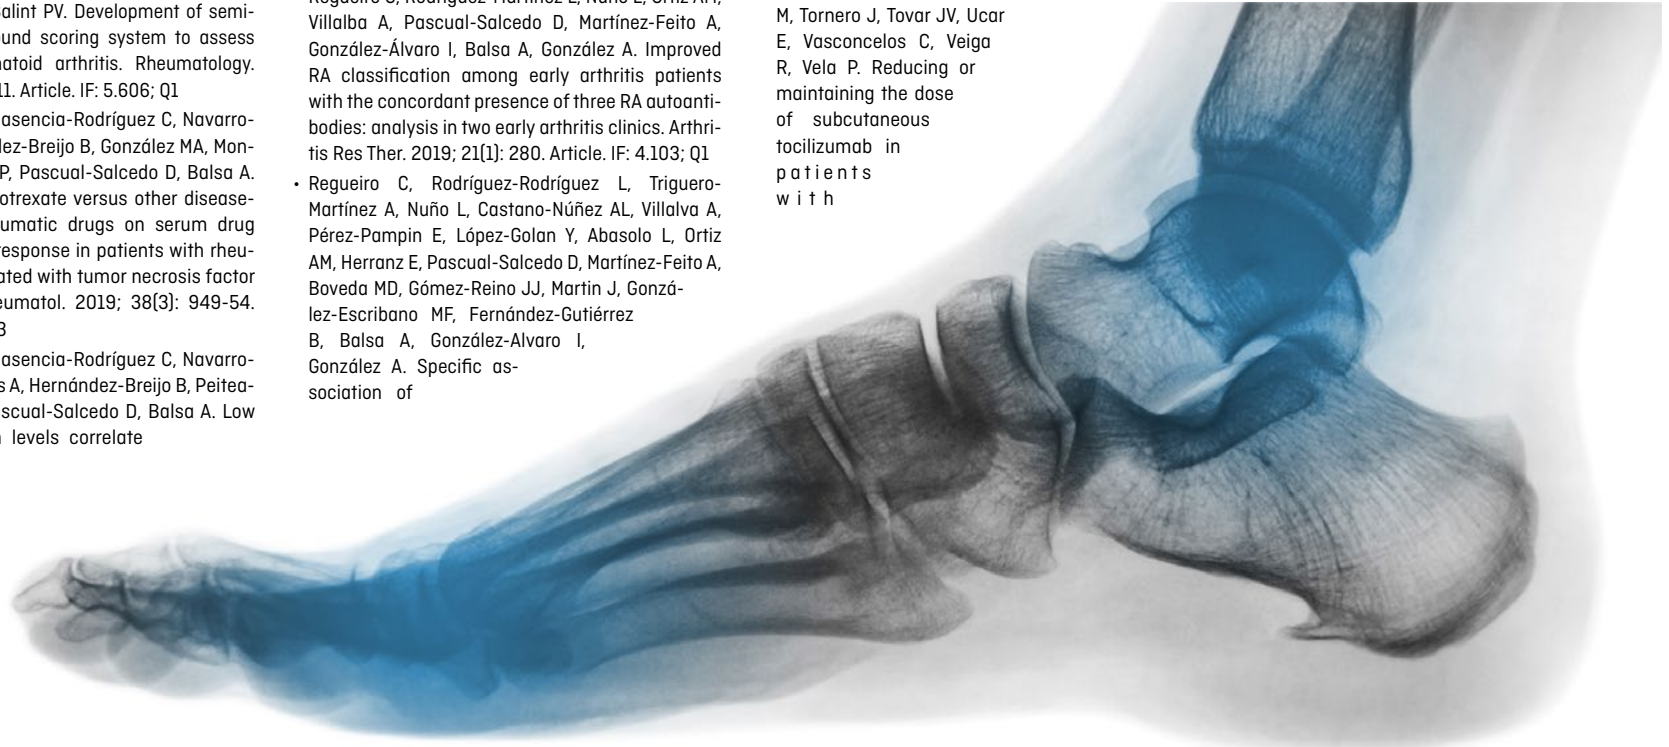 alint PV. Development of semi-
und scoring system to assess
atoid arthritis. Rheumatology.
11. Article. IF: 5.606; Q1
asencia-Rodríguez C, Navarro-
ez-Breijo B, González MA, Mon-
P, Pascual-Salcedo D, Balsa A.
otrexate versus other disease-
umatic drugs on serum drug
response in patients with rheu-
ated with tumor necrosis factor
eumatol. 2019; 38(3): 949-54.
3
asencia-Rodríguez C, Navarro-
s A, Hernández-Breijo B, Peitea-
scual-Salcedo D, Balsa A. Low
levels correlate
Villalba A, Pascual-Salcedo D, Martínez-Feito A,
González-Álvaro I, Balsa A, González A. Improved
RA classification among early arthritis patients
with the concordant presence of three RA autoanti-
bodies: analysis in two early arthritis clinics. Arthri-
tis Res Ther. 2019; 21(1): 280. Article. IF: 4.103; Q1
• Regueiro C, Rodríguez-Rodríguez L, Triguero-
Martínez A, Nuño L, Castano-Núñez AL, Villalva A,
Pérez-Pampin E, López-Golan Y, Abasolo L, Ortiz
AM, Herranz E, Pascual-Salcedo D, Martínez-Feito A,
Boveda MD, Gómez-Reino JJ, Martin J, Gonzá-
lez-Escribano MF, Fernández-Gutiérrez
B, Balsa A, González-Alvaro I,
González A. Specific as-
sociation of
M, Tornero J, Tovar JV, Ucar
E, Vasconcelos C, Veiga
R, Vela P. Reducing or
maintaining the dose
of subcutaneous
tocilizumab in
patients
with